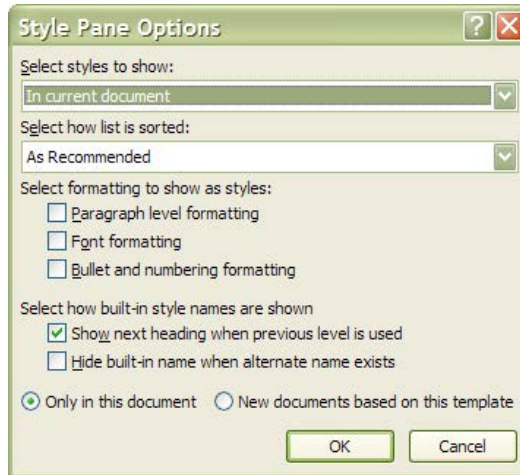 Style Pane Options
Select styles to show:
In current document
Select how list is sorted:
As Recommended
Select formatting to show as styles:
Paragraph level formatting
Font formatting
Bullet and numbering formatting
Select how built-in style names are shown
Show next heading when previous level is used
Hide built-in name when alternate name exists
Only in this document New documents based on this template
OK Cancel